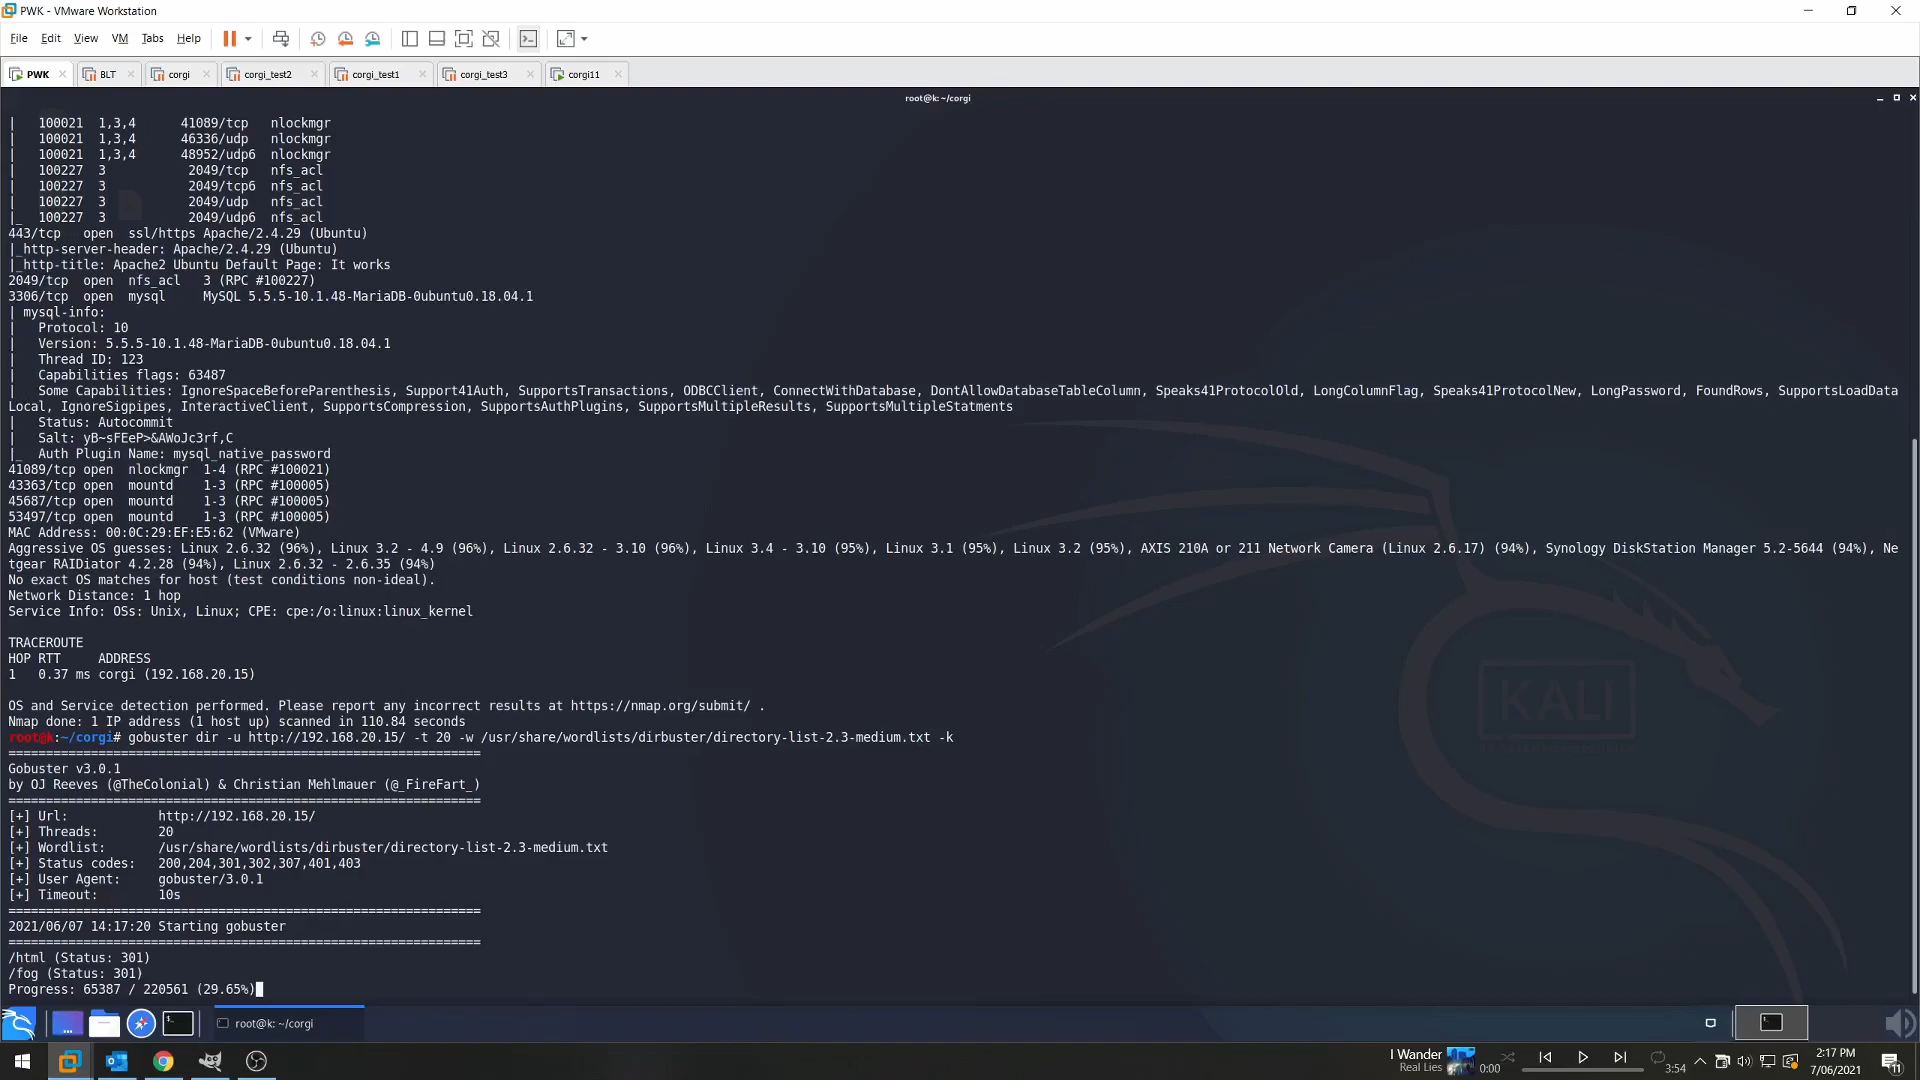 PWK - VMware Workstation
File Edit View VM Tabs Help
PWK BLT corgi corgi_test2 corgi_test1 corgi_test3 corgi11
root@k: ~/corgi
|   100021  1,3,4      41089/tcp   nlockmgr
|   100021  1,3,4      46336/udp   nlockmgr
|   100021  1,3,4      48952/udp6  nlockmgr
|   100227  3           2049/tcp   nfs_acl
|   100227  3           2049/tcp6  nfs_acl
|   100227  3           2049/udp   nfs_acl
|_  100227  3           2049/udp6  nfs_acl
443/tcp   open  ssl/https Apache/2.4.29 (Ubuntu)
|_http-server-header: Apache/2.4.29 (Ubuntu)
|_http-title: Apache2 Ubuntu Default Page: It works
2049/tcp  open  nfs_acl   3 (RPC #100227)
3306/tcp  open  mysql     MySQL 5.5.5-10.1.48-MariaDB-0ubuntu0.18.04.1
| mysql-info:
|   Protocol: 10
|   Version: 5.5.5-10.1.48-MariaDB-0ubuntu0.18.04.1
|   Thread ID: 123
|   Capabilities flags: 63487
|   Some Capabilities: IgnoreSpaceBeforeParenthesis, Support41Auth, SupportsTransactions, ODBCClient, ConnectWithDatabase, DontAllowDatabaseTableColumn, Speaks41ProtocolOld, LongColumnFlag, Speaks41ProtocolNew, LongPassword, FoundRows, SupportsLoadData
Local, IgnoreSigpipes, InteractiveClient, SupportsCompression, SupportsAuthPlugins, SupportsMultipleResults, SupportsMultipleStatments
|   Status: Autocommit
|   Salt: yB~sFEeP>&AWoJc3rf,C
|_  Auth Plugin Name: mysql_native_password
41089/tcp open  nlockmgr  1-4 (RPC #100021)
43363/tcp open  mountd    1-3 (RPC #100005)
45687/tcp open  mountd    1-3 (RPC #100005)
53497/tcp open  mountd    1-3 (RPC #100005)
MAC Address: 00:0C:29:EF:E5:62 (VMware)
Aggressive OS guesses: Linux 2.6.32 (96%), Linux 3.2 - 4.9 (96%), Linux 2.6.32 - 3.10 (96%), Linux 3.4 - 3.10 (95%), Linux 3.1 (95%), Linux 3.2 (95%), AXIS 210A or 211 Network Camera (Linux 2.6.17) (94%), Synology DiskStation Manager 5.2-5644 (94%), Ne
tgear RAIDiator 4.2.28 (94%), Linux 2.6.32 - 2.6.35 (94%)
No exact OS matches for host (test conditions non-ideal).
Network Distance: 1 hop
Service Info: OSs: Unix, Linux; CPE: cpe:/o:linux:linux_kernel
TRACEROUTE
HOP RTT     ADDRESS
1   0.37 ms corgi (192.168.20.15)
OS and Service detection performed. Please report any incorrect results at https://nmap.org/submit/ .
Nmap done: 1 IP address (1 host up) scanned in 110.84 seconds
root@k:~/corgi# gobuster dir -u http://192.168.20.15/ -t 20 -w /usr/share/wordlists/dirbuster/directory-list-2.3-medium.txt -k
===============================================================
Gobuster v3.0.1
by OJ Reeves (@TheColonial) & Christian Mehlmauer (@_FireFart_)
===============================================================
[+] Url:            http://192.168.20.15/
[+] Threads:        20
[+] Wordlist:       /usr/share/wordlists/dirbuster/directory-list-2.3-medium.txt
[+] Status codes:   200,204,301,302,307,401,403
[+] User Agent:     gobuster/3.0.1
[+] Timeout:        10s
===============================================================
2021/06/07 14:17:20 Starting gobuster
===============================================================
/html (Status: 301)
/fog (Status: 301)
Progress: 65387 / 220561 (29.65%)
KALI
root@k: ~/corgi
I Wander
Real Lies
0:00
3:54
2:17 PM
7/06/2021
11